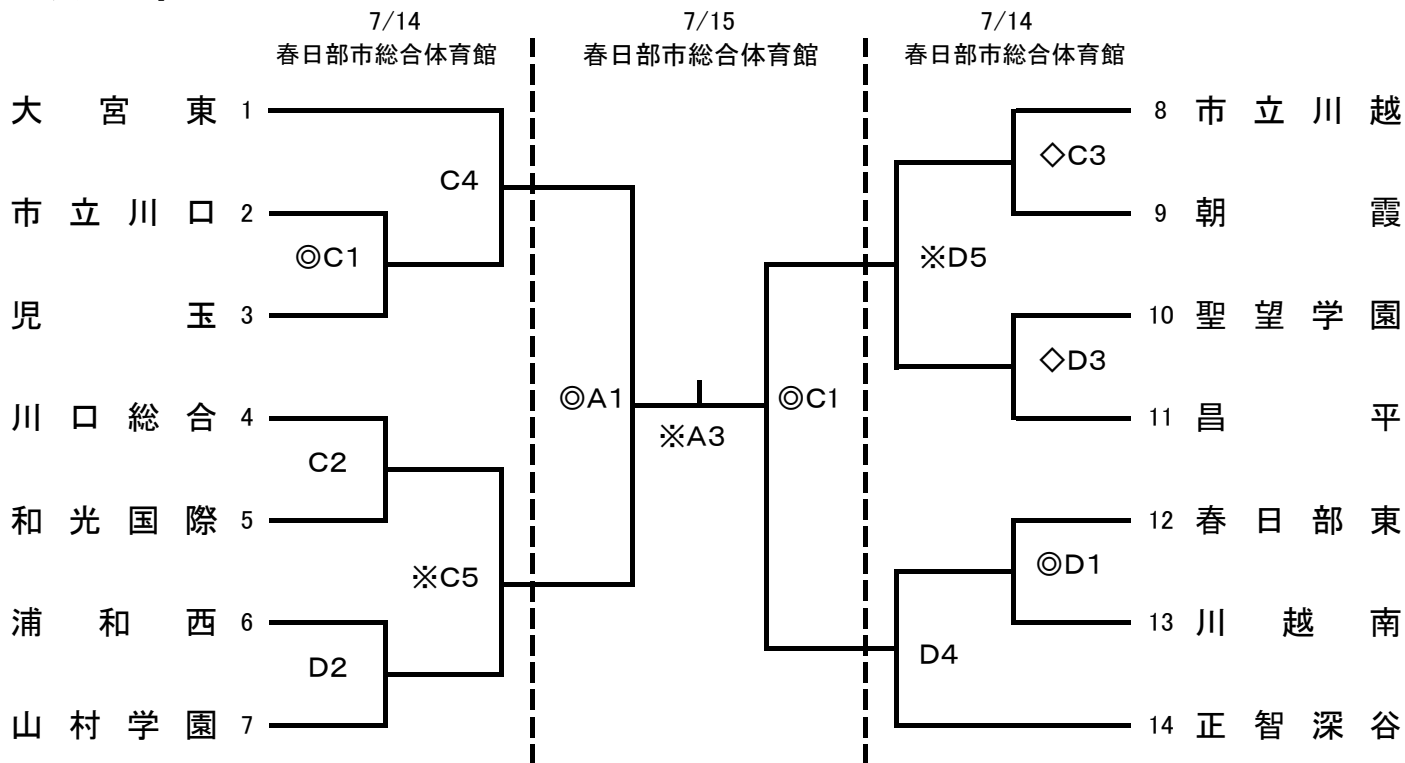 7/14
7/15
7/14
春日部市総合体育館
春日部市総合体育館
春日部市総合体育館
大宮東 1
C4
市立川口 2
◎C1
児玉 3
川口総合 4
C2
和光国際 5
※C5
浦和西 6
D2
山村学園 7
◎A1
※A3
◎C1
8 市立川越
◇C3
9 朝霞
※D5
10 聖望学園
◇D3
11 昌平
12 春日部東
◎D1
13 川越南
D4
14 正智深谷